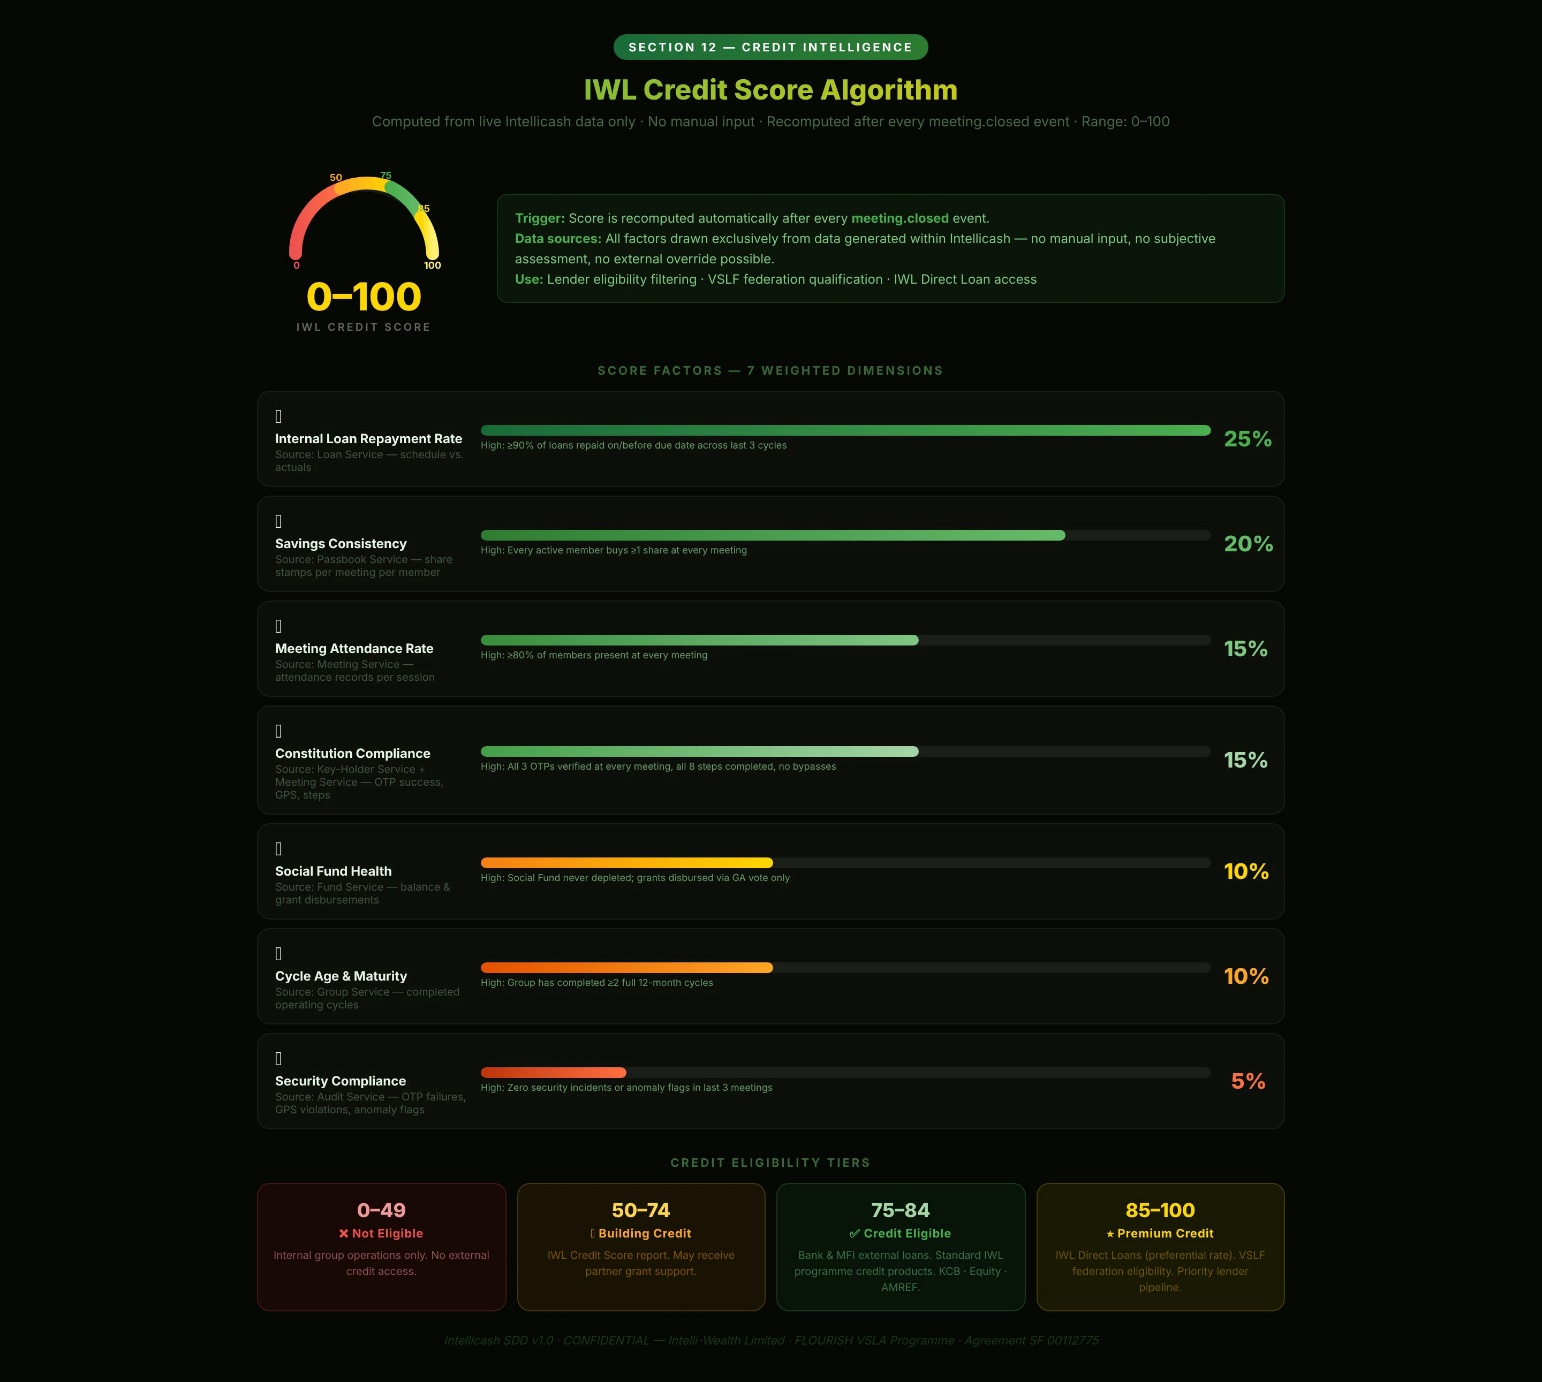 SECTION 12 — CREDIT INTELLIGENCE
IWL Credit Score Algorithm
Computed from live Intellicash data only · No manual input · Recomputed after every meeting.closed event · Range: 0–100
50
75
85
0
100
0–100
IWL CREDIT SCORE
Trigger: Score is recomputed automatically after every meeting.closed event.
Data sources: All factors drawn exclusively from data generated within Intellicash — no manual input, no subjective
assessment, no external override possible.
Use: Lender eligibility filtering · VSLF federation qualification · IWL Direct Loan access
SCORE FACTORS — 7 WEIGHTED DIMENSIONS
Internal Loan Repayment Rate
Source: Loan Service — schedule vs.
actuals
High: ≥90% of loans repaid on/before due date across last 3 cycles
25%
Savings Consistency
Source: Passbook Service — share
stamps per meeting per member
High: Every active member buys ≥1 share at every meeting
20%
Meeting Attendance Rate
Source: Meeting Service —
attendance records per session
High: ≥80% of members present at every meeting
15%
Constitution Compliance
Source: Key-Holder Service +
Meeting Service — OTP success,
GPS, steps
High: All 3 OTPs verified at every meeting, all 8 steps completed, no bypasses
15%
Social Fund Health
Source: Fund Service — balance &
grant disbursements
High: Social Fund never depleted; grants disbursed via GA vote only
10%
Cycle Age & Maturity
Source: Group Service — completed
operating cycles
High: Group has completed ≥2 full 12-month cycles
10%
Security Compliance
Source: Audit Service — OTP failures,
GPS violations, anomaly flags
High: Zero security incidents or anomaly flags in last 3 meetings
5%
CREDIT ELIGIBILITY TIERS
0–49
❌ Not Eligible
Internal group operations only. No external
credit access.
50–74
Building Credit
IWL Credit Score report. May receive
partner grant support.
75–84
✅ Credit Eligible
Bank & MFI external loans. Standard IWL
programme credit products. KCB · Equity ·
AMREF.
85–100
⭑ Premium Credit
IWL Direct Loans (preferential rate). VSLF
federation eligibility. Priority lender
pipeline.
Intellicash SDD v1.0 · CONFIDENTIAL — Intelli-Wealth Limited · FLOURISH VSLA Programme · Agreement SF 00112775